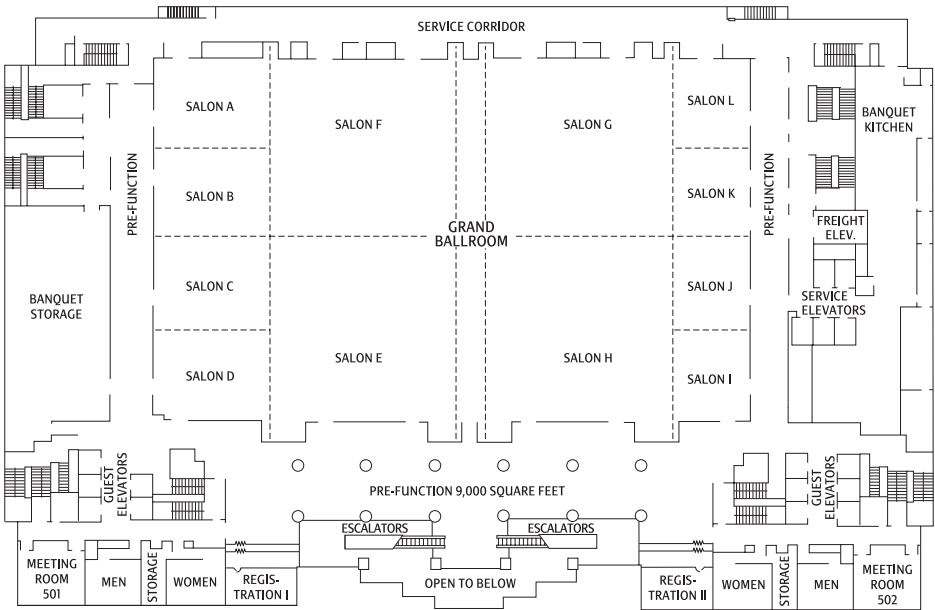 SERVICE CORRIDOR
SALON A
SALON F
SALON G
SALON L
BANQUET
KITCHEN
PRE-FUNCTION
SALON B
SALON K
PRE-FUNCTION
GRAND
BALLROOM
FREIGHT
ELEV.
BANQUET
STORAGE
SALON C
SALON J
SERVICE
ELEVATORS
SALON D
SALON E
SALON H
SALON I
GUEST
ELEVATORS
PRE-FUNCTION 9,000 SQUARE FEET
GUEST
ELEVATORS
ESCALATORS
ESCALATORS
MEETING
ROOM
501
MEN
STORAGE
WOMEN
REGIS-
TRATION I
OPEN TO BELOW
REGIS-
TRATION II
WOMEN
STORAGE
MEN
MEETING
ROOM
502